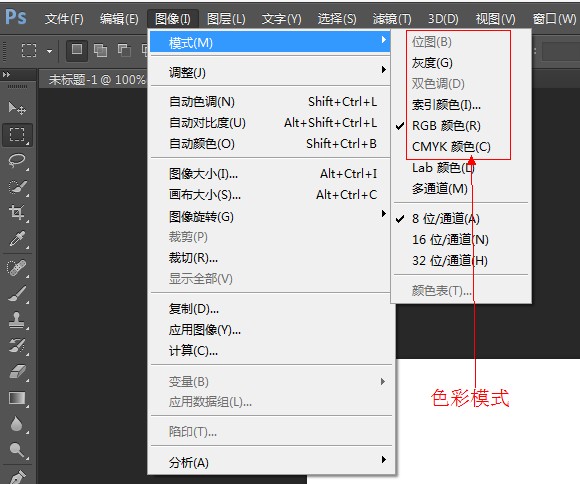 Ps 文件(F) 编辑(E) 图像(I) 图层(L) 文字(Y) 选择(S) 滤镜(T) 3D(D) 视图(V) 窗口(W)
未标题-1 @ 100%
模式(M)
调整(J)
自动色调(N) Shift+Ctrl+L
自动对比度(U) Alt+Shift+Ctrl+L
自动颜色(O) Shift+Ctrl+B
图像大小(I)... Alt+Ctrl+I
画布大小(S)... Alt+Ctrl+C
图像旋转(G)
裁剪(P)
裁切(R)...
显示全部(V)
复制(D)...
应用图像(Y)...
计算(C)...
变量(B)
应用数据组(L)...
陷印(T)...
分析(A)
位图(B)
灰度(G)
双色调(D)
索引颜色(I)...
RGB 颜色(R)
CMYK 颜色(C)
Lab 颜色(L)
多通道(M)
8 位/通道(A)
16 位/通道(N)
32 位/通道(H)
颜色表(T)...
色彩模式